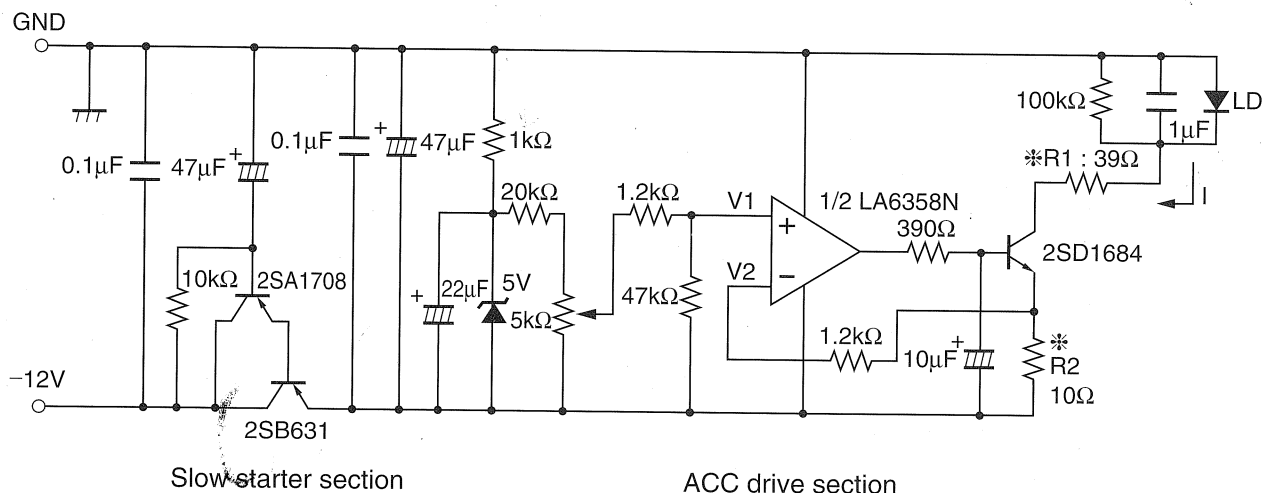 GND
0.1μF
47μF
+
10kΩ
2SA1708
0.1μF
+
47μF
1kΩ
20kΩ
+
22μF
5V
5kΩ
1.2kΩ
V1
47kΩ
V2
+
−
1/2 LA6358N
390Ω
1.2kΩ
+
10μF
2SD1684
100kΩ
1μF
LD
※R1 : 39Ω
I
※
R2
10Ω
−12V
2SB631
Slow starter section
ACC drive section